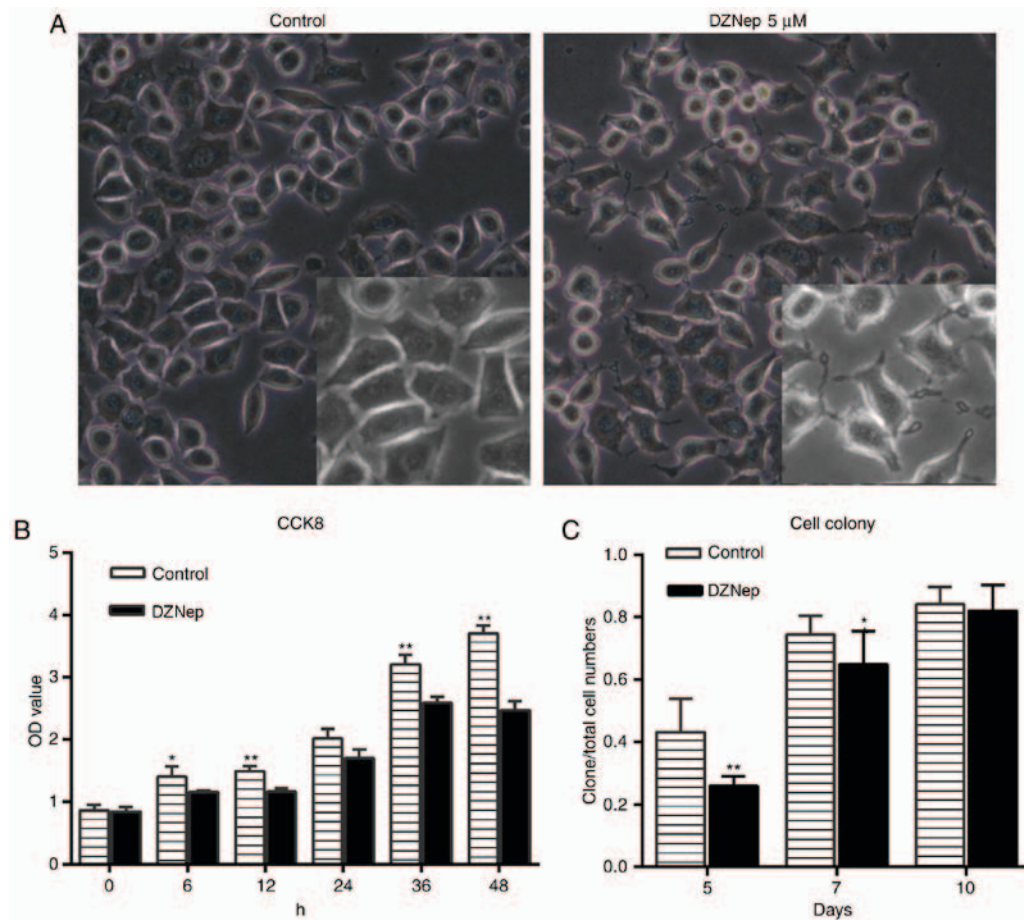 A
Control
DZNep 5 μM
B
CCK8
Control
DZNep
OD value
5
4
3
2
1
0
*
**
**
**
0 6 12 24 36 48
h
C
Cell colony
Control
DZNep
Clone/total cell numbers
1.0
0.8
0.6
0.4
0.2
0.0
**
*
5 7 10
Days